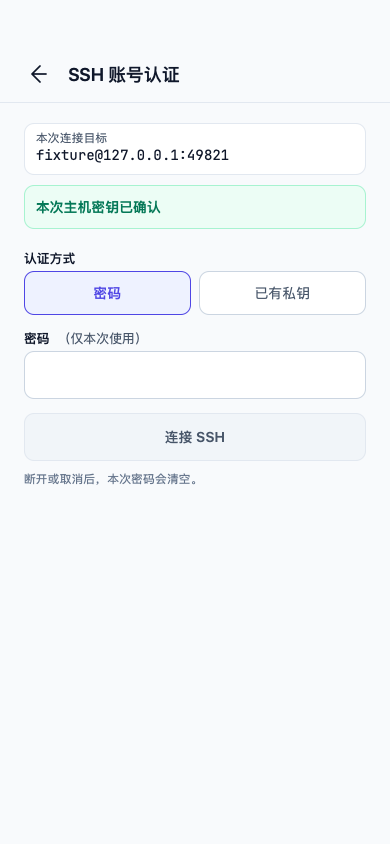 SSH 账号认证
本次连接目标
fixture@127.0.0.1:49821
本次主机密钥已确认
认证方式
密码
已有私钥
密码 （仅本次使用）
连接 SSH
断开或取消后，本次密码会清空。